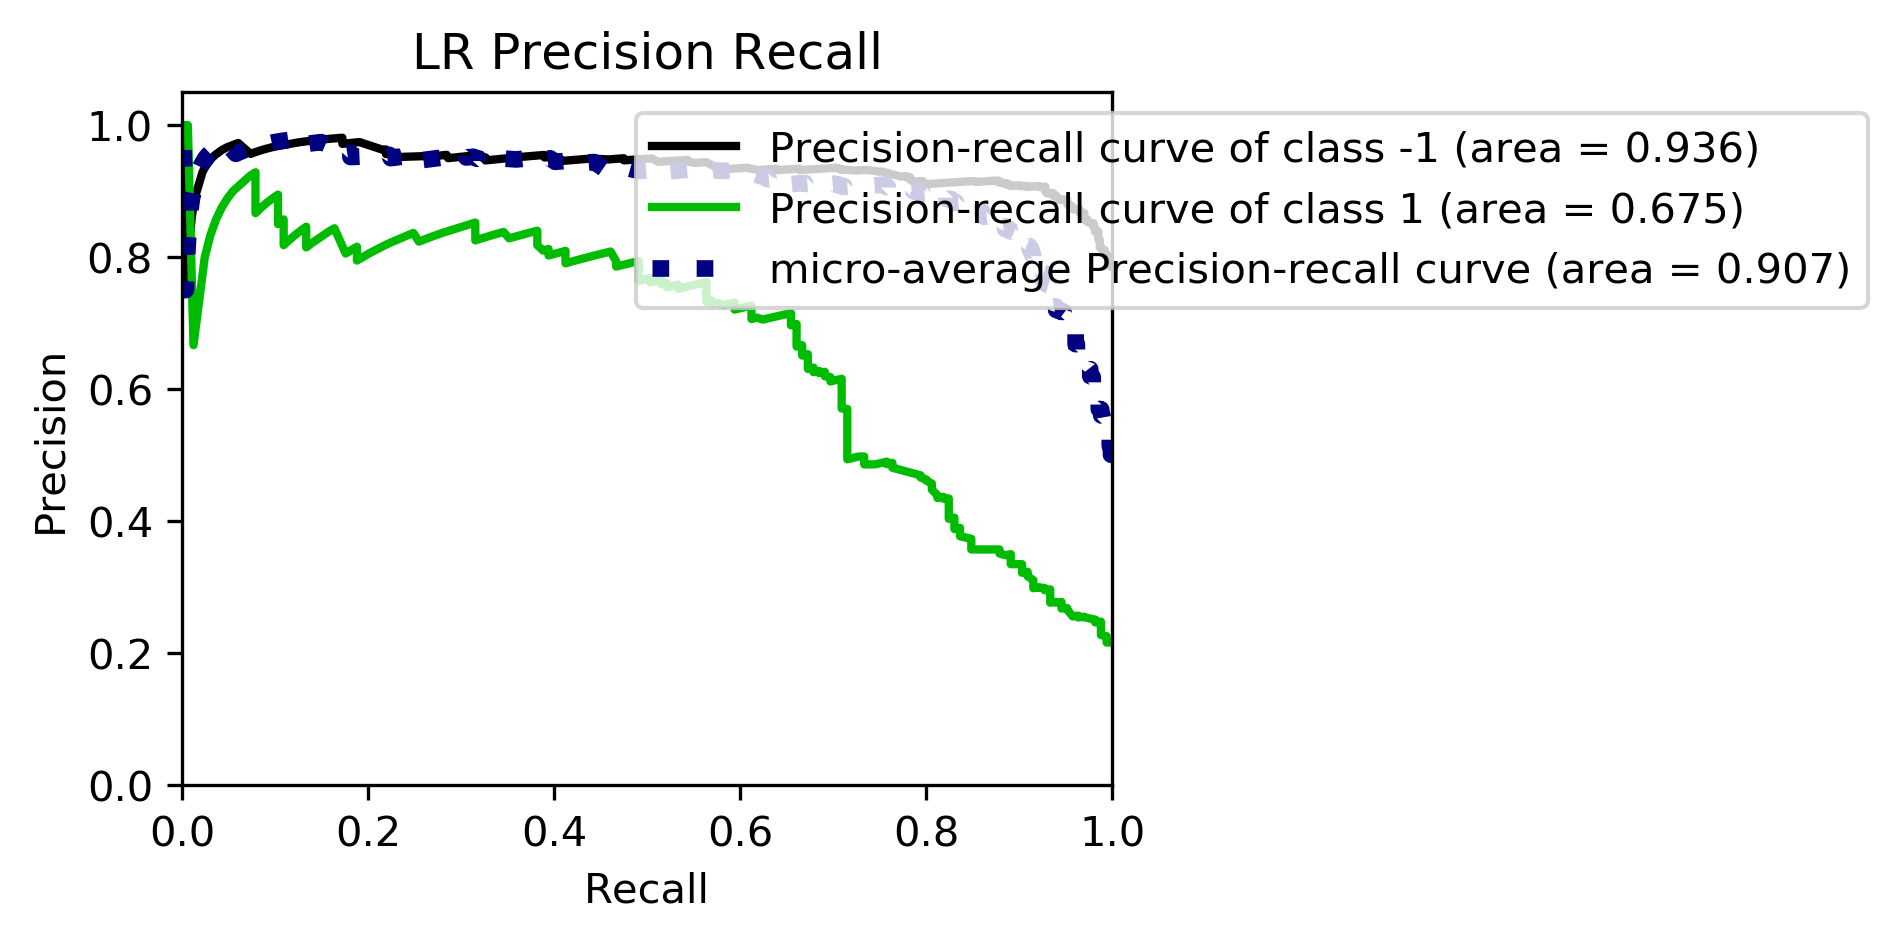 LR Precision Recall
Precision-recall curve of class -1 (area = 0.936)
Precision-recall curve of class 1 (area = 0.675)
micro-average Precision-recall curve (area = 0.907)
Precision
1.0
0.8
0.6
0.4
0.2
0.0
0.0 0.2 0.4 0.6 0.8 1.0
Recall